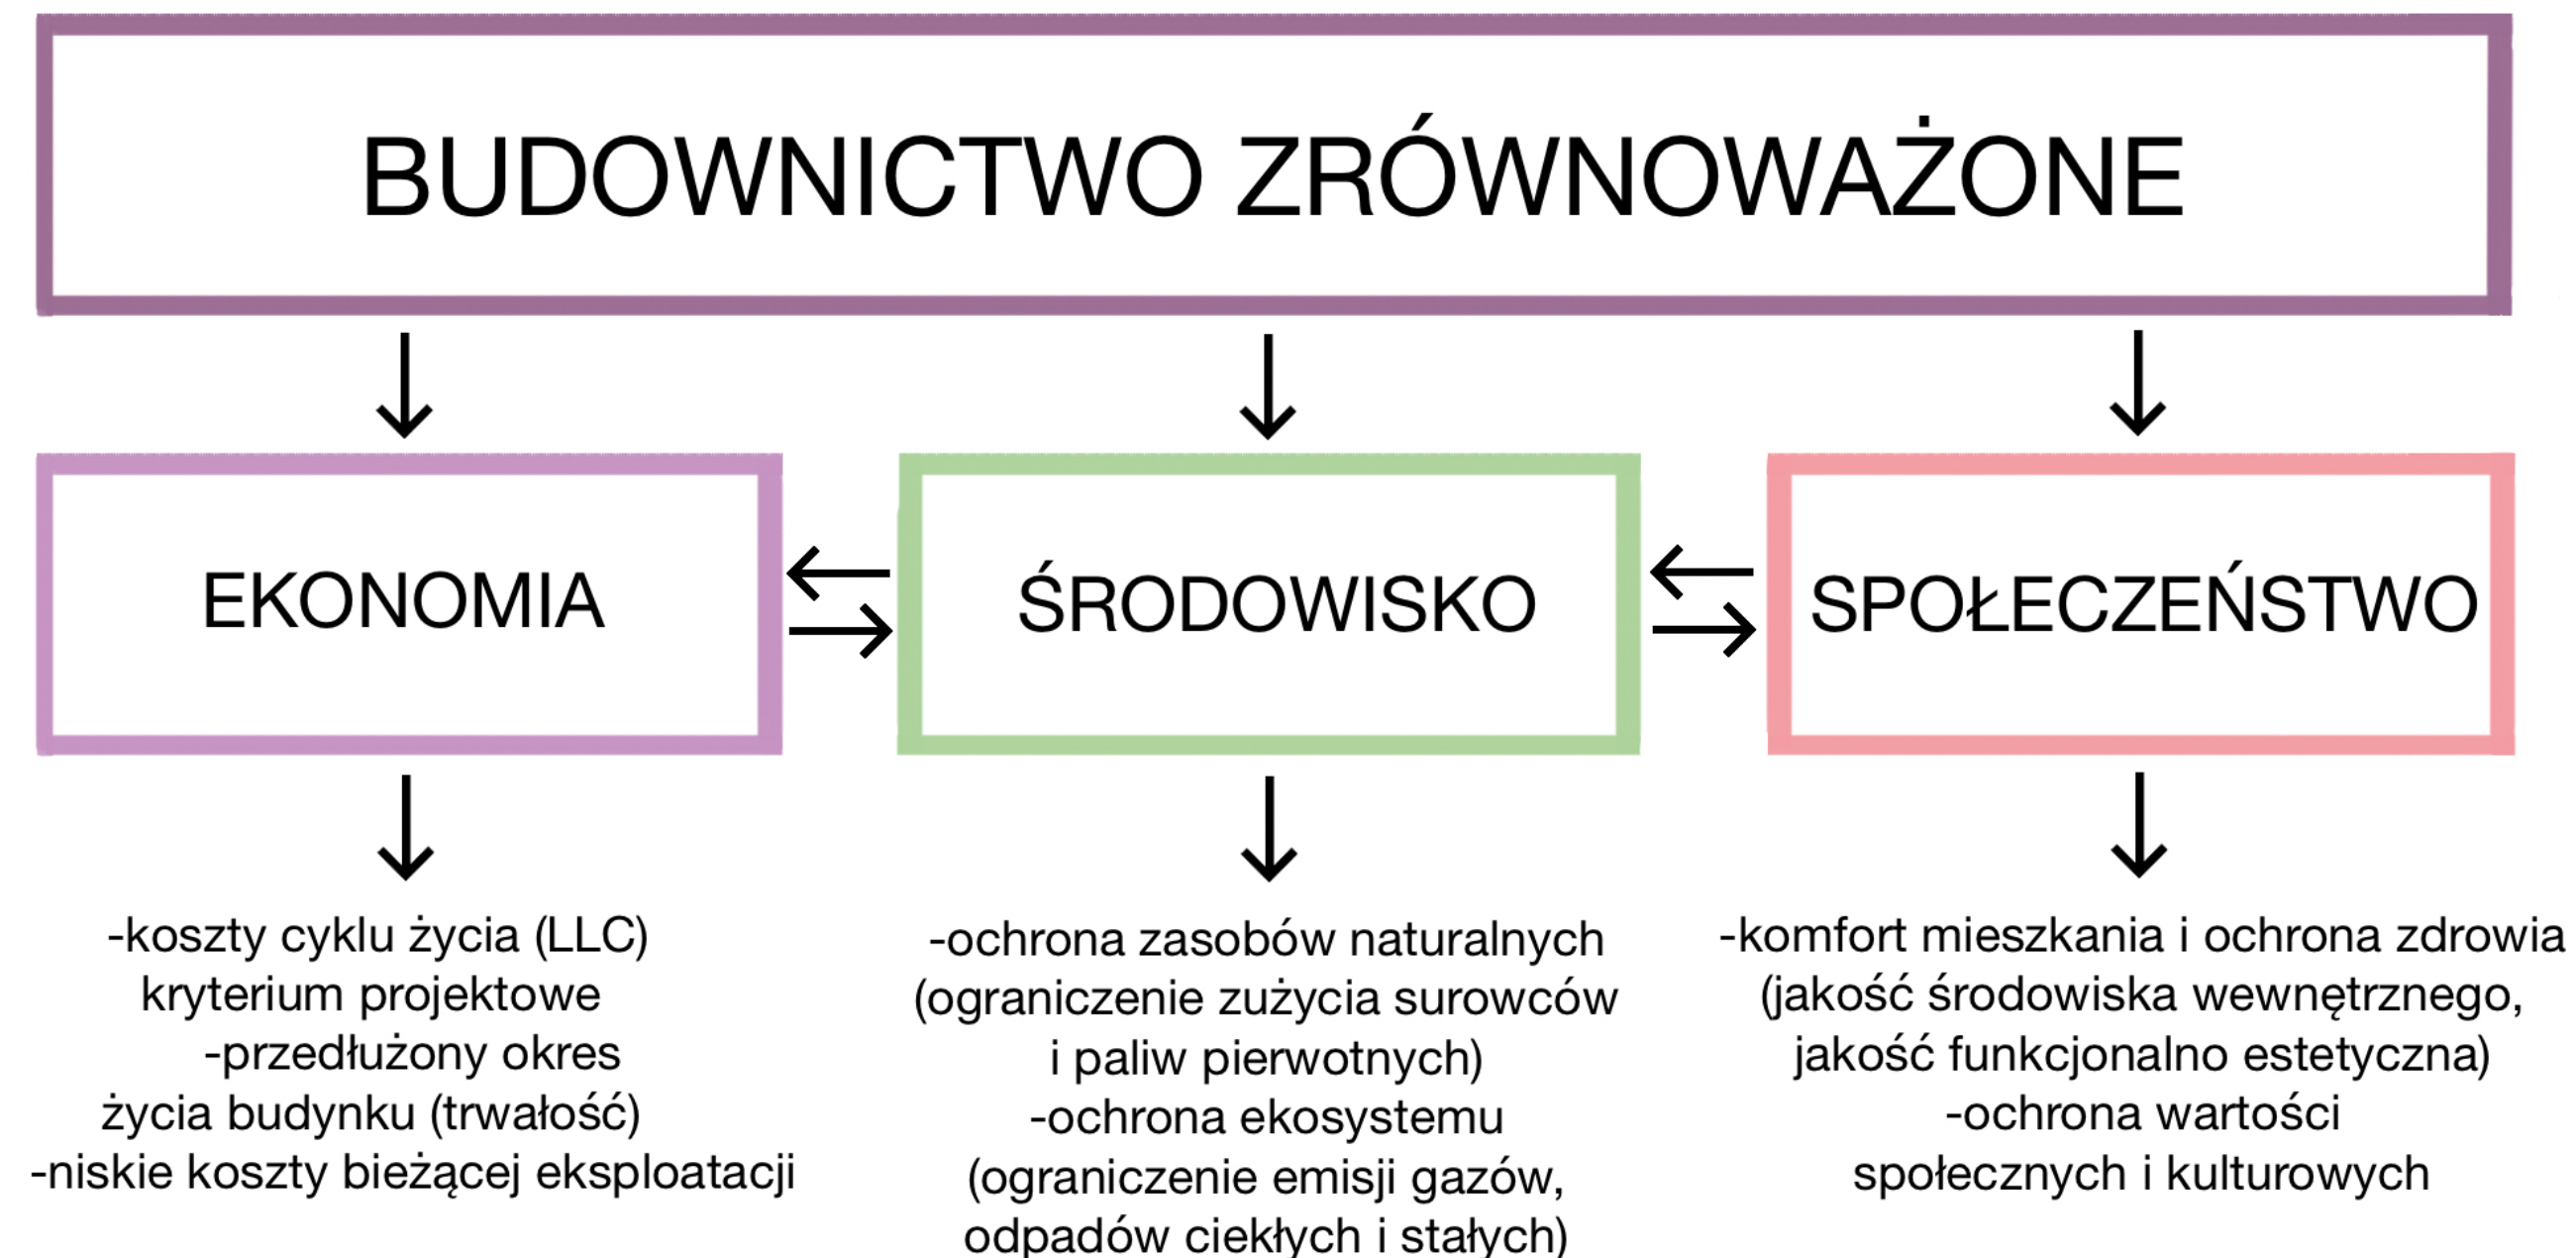 BUDOWNICTWO ZRÓWNOWAŻONE
EKONOMIA
ŚRODOWISKO
SPOŁECZEŃSTWO
-koszty cyklu życia (LLC)
kryterium projektowe
-przedłużony okres
życia budynku (trwałość)
-niskie koszty bieżącej eksploatacji
-ochrona zasobów naturalnych
(ograniczenie zużycia surowców
i paliw pierwotnych)
-ochrona ekosystemu
(ograniczenie emisji gazów,
odpadów ciekłych i stałych)
-komfort mieszkania i ochrona zdrowia
(jakość środowiska wewnętrznego,
jakość funkcjonalno estetyczna)
-ochrona wartości
społecznych i kulturowych